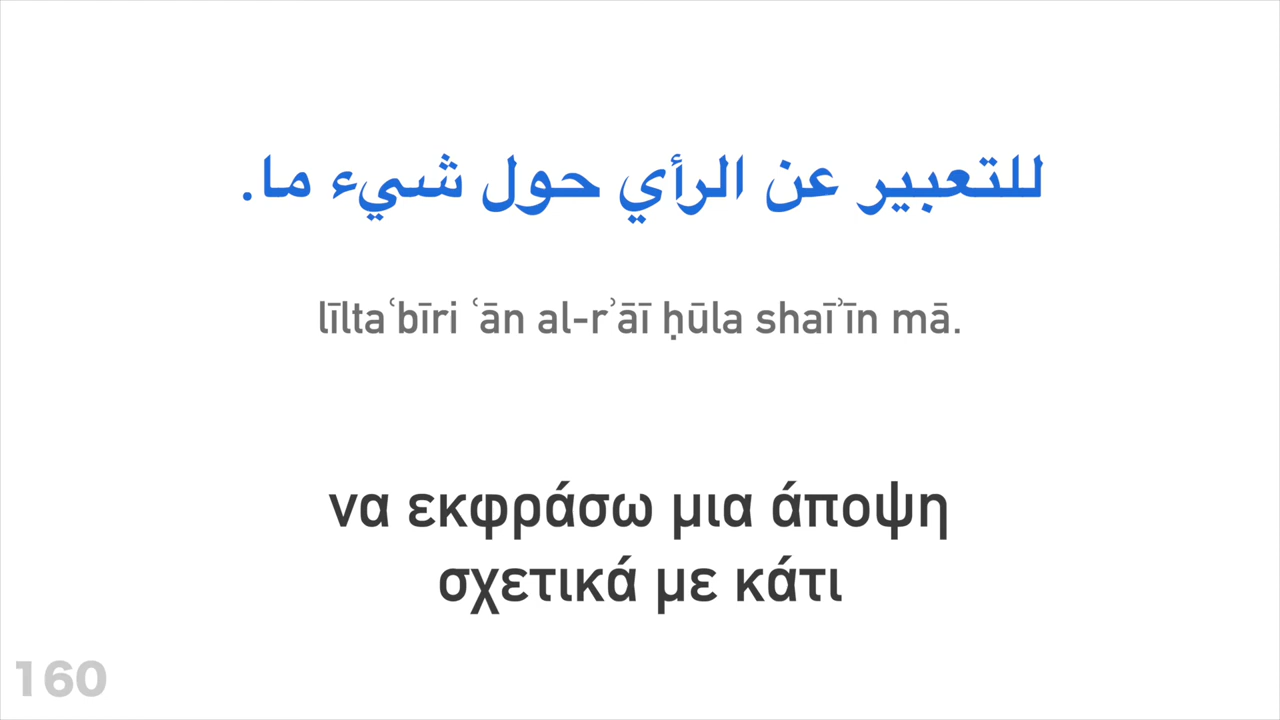 للتعبير عن الرأي حول شيء ما.
līltaʿbīri ʿān al-rʾāī ḥūla shaīʾīn mā.
να εκφράσω μια άποψη
σχετικά με κάτι
160